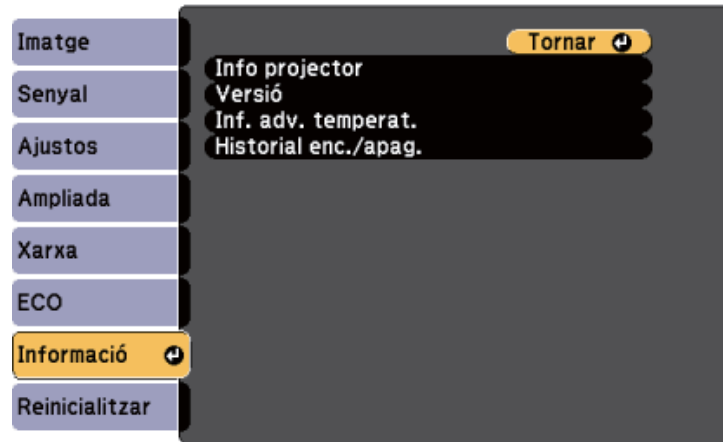 Imatge
Senyal
Ajustos
Ampliada
Xarxa
ECO
Informació
Reinicialitzar
Tornar
Info projector
Versió
Inf. adv. temperat.
Historial enc./apag.